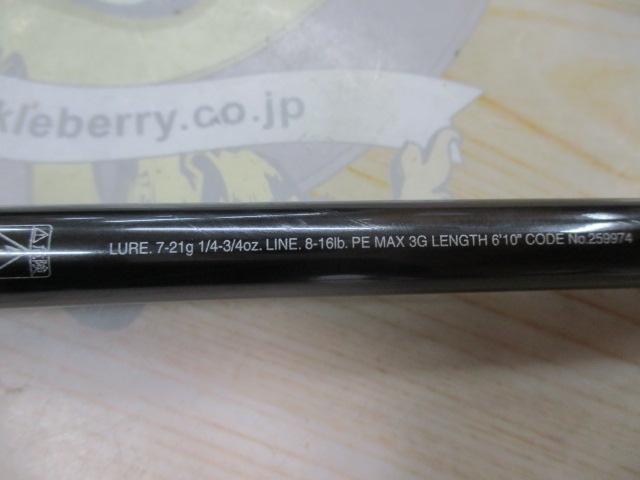 kleberry.co.jp
LURE. 7-21g 1/4-3/4oz. LINE. 8-16lb. PE MAX 3G LENGTH 6'10" CODE No.259974